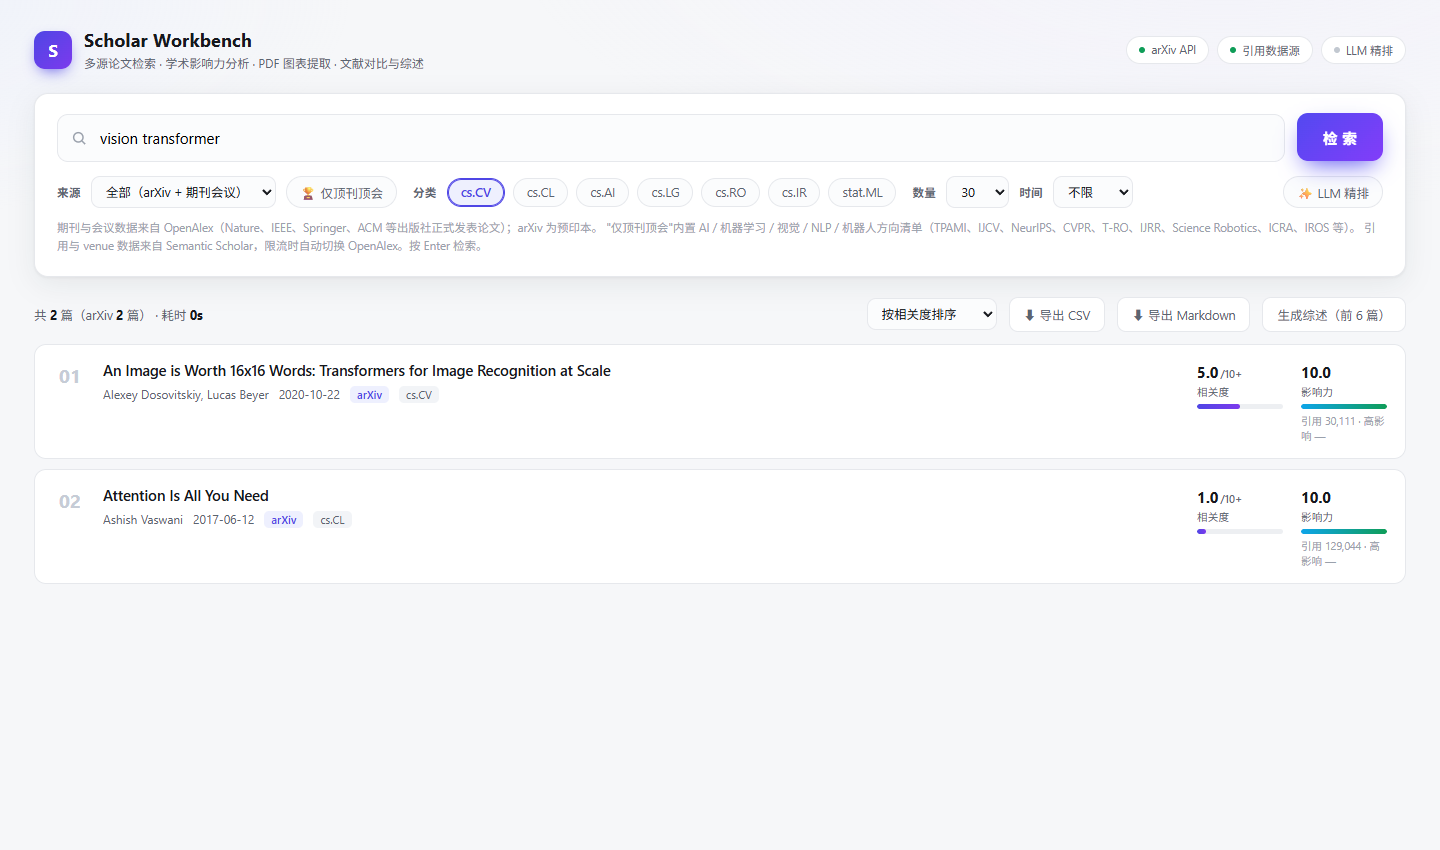 S
Scholar Workbench
多源论文检索 · 学术影响力分析 · PDF 图表提取 · 文献对比与综述
arXiv API
引用数据源
LLM 精排
vision transformer
检 索
来源
全部（arXiv + 期刊会议）
🏆 仅顶刊顶会
分类
cs.CV
cs.CL
cs.AI
cs.LG
cs.RO
cs.IR
stat.ML
数量
30
时间
不限
✨ LLM 精排
期刊与会议数据来自 OpenAlex（Nature、IEEE、Springer、ACM 等出版社正式发表论文）；arXiv 为预印本。 "仅顶刊顶会"内置 AI / 机器学习 / 视觉 / NLP / 机器人方向清单（TPAMI、IJCV、NeurIPS、CVPR、T-RO、IJRR、Science Robotics、ICRA、IROS 等）。 引
用与 venue 数据来自 Semantic Scholar，限流时自动切换 OpenAlex。按 Enter 检索。
共 2 篇（arXiv 2 篇） · 耗时 0s
按相关度排序
⬇ 导出 CSV
⬇ 导出 Markdown
生成综述（前 6 篇）
01
An Image is Worth 16x16 Words: Transformers for Image Recognition at Scale
Alexey Dosovitskiy, Lucas Beyer 2020-10-22 arXiv cs.CV
5.0 /10+
相关度
10.0
影响力
引用 30,111 · 高影
响 —
02
Attention Is All You Need
Ashish Vaswani 2017-06-12 arXiv cs.CL
1.0 /10+
相关度
10.0
影响力
引用 129,044 · 高
影响 —